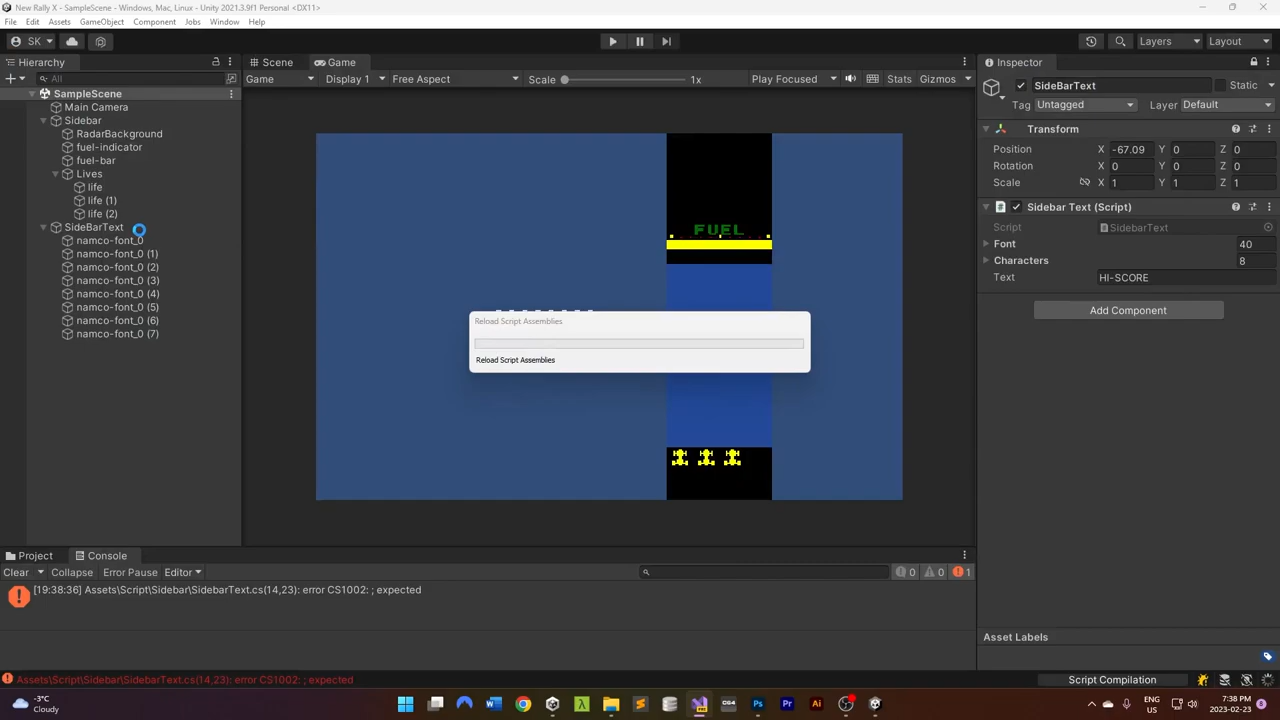 New Rally X - SampleScene - Windows, Mac, Linux - Unity 2021.3.9f1 Personal <DX11>
File Edit Assets GameObject Component Jobs Window Help
SK Layers Layout
Hierarchy Scene Game Inspector
All Game Display 1 Free Aspect Scale 1x Play Focused Stats Gizmos
SideBarText Static
Tag Untagged Layer Default
SampleScene
Main Camera
Sidebar
RadarBackground
fuel-indicator
fuel-bar
Lives
life
life (1)
life (2)
SideBarText
namco-font_0
namco-font_0 (1)
namco-font_0 (2)
namco-font_0 (3)
namco-font_0 (4)
namco-font_0 (5)
namco-font_0 (6)
namco-font_0 (7)
FUEL
Reload Script Assemblies
Reload Script Assemblies
Transform
Position X -67.09 Y 0 Z 0
Rotation X 0 Y 0 Z 0
Scale X 1 Y 1 Z 1
Sidebar Text (Script)
Script SidebarText
Font 40
Characters 8
Text HI-SCORE
Add Component
Project Console
Clear Collapse Error Pause Editor 0 0 1
[19:38:36] Assets\Script\Sidebar\SidebarText.cs(14,23): error CS1002: ; expected
Asset Labels
Assets\Script\Sidebar\SidebarText.cs(14,23): error CS1002: ; expected
Script Compilation
-3°C
Cloudy
ENG
US
7:38 PM
2023-02-23